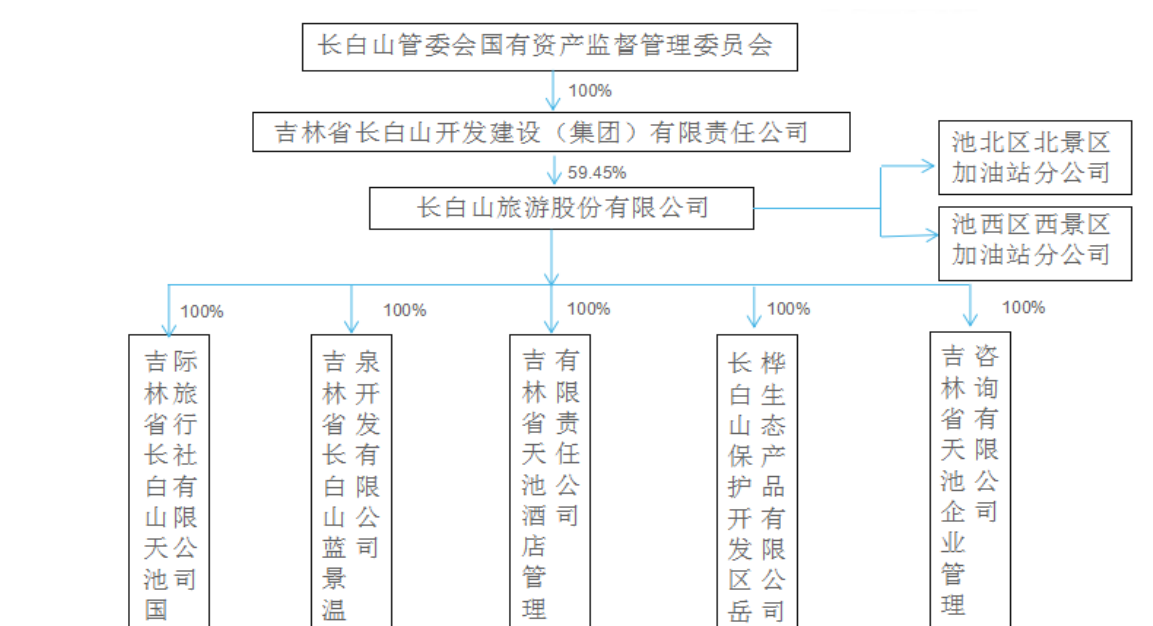 长白山管委会国有资产监督管理委员会
100%
吉林省长白山开发建设（集团）有限责任公司
59.45%
长白山旅游股份有限公司
池北区北景区
加油站分公司
池西区西景区
加油站分公司
100%
100%
100%
100%
100%
吉林省长白山天池国
际旅行社有限公司
吉林省长白山蓝景温
泉开发有限公司
吉林省天池酒店管理
有限责任公司
长白山保护开发区岳
桦生态产品有限公司
吉林省天池企业管理
咨询有限公司